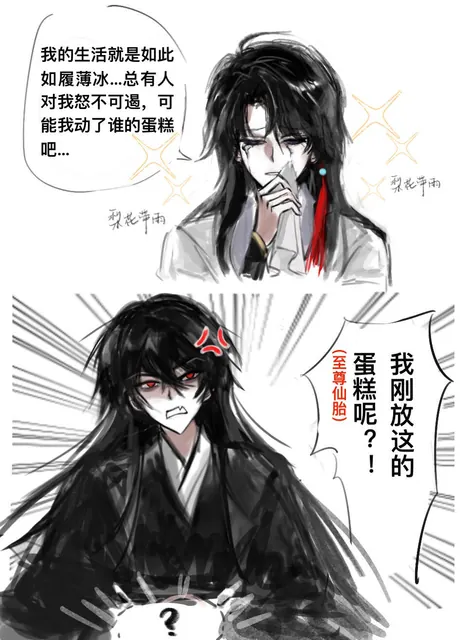 我的生活就是如此
如履薄冰...总有人
对我怒不可遏，可
能我动了谁的蛋糕
吧...
梨花萍雨
梨花萍雨
我刚放这的
蛋糕呢？！
(至尊仙胎)
？